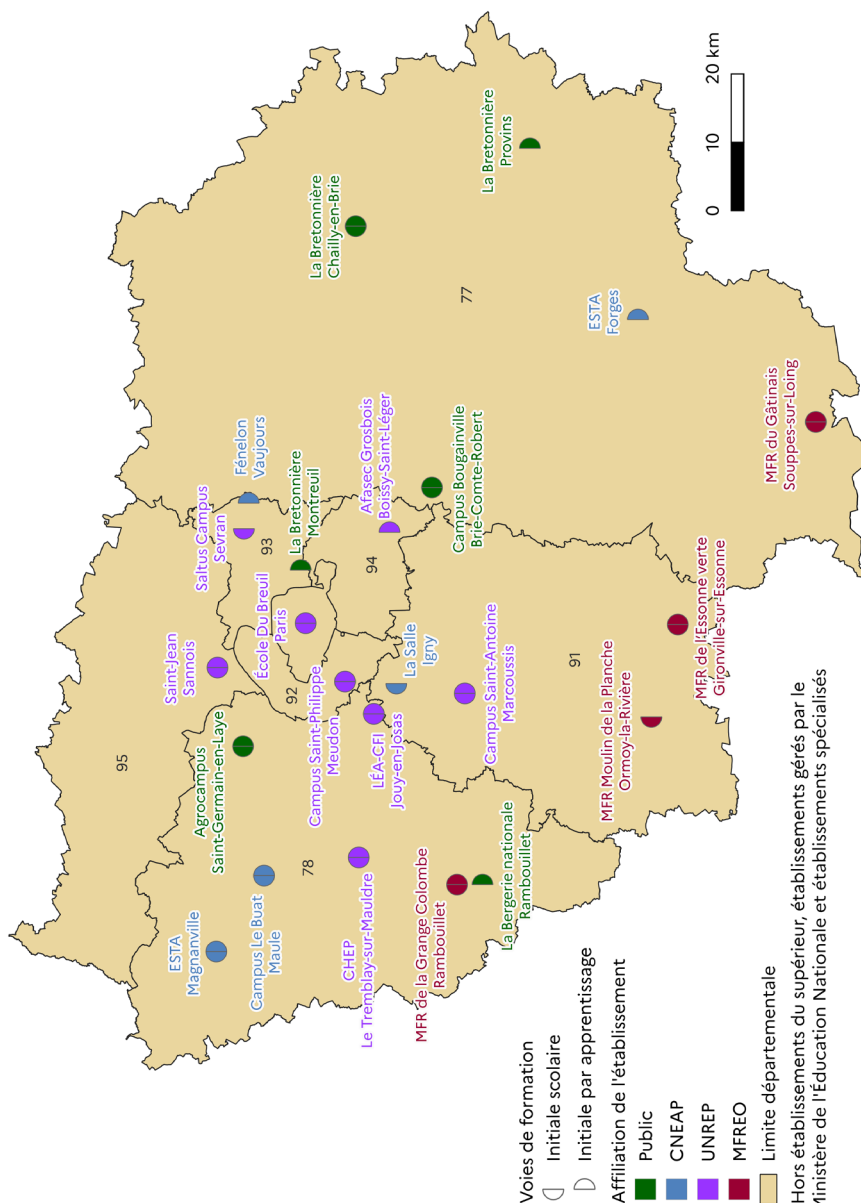 95
Saint-Jean
Sannois
Saltus Campus
Sevran
Fénelon
Vaujours
Agrocampus
Saint-Germain-en-Laye
ESTA
Magnanville
Campus Le Buat
Maule
École Du Breuil
Paris
93
La Bretonnière
Montreuil
La Bretonnière
Chailly-en-Brie
92
78
Campus Saint-Philippe
Meudon
CHEP
Le Tremblay-sur-Mauldre
LÉA-CFI
Jouy-en-Josas
La Salle
Igny
94
Afasec Grosbois
Boissy-Saint-Léger
Campus Bougainville
Brie-Comte-Robert
77
La Bretonnière
Provins
MFR de la Grange Colombe
Rambouillet
La Bergerie nationale
Rambouillet
Campus Saint-Antoine
Marcoussis
91
ESTA
Forges
MFR Moulin de la Planche
Ormoy-la-Rivière
MFR de l'Essonne verte
Gironville-sur-Essonne
MFR du Gâtinais
Souppes-sur-Loing
0 10 20 km
Voies de formation
Initiale scolaire
Initiale par apprentissage
Affiliation de l'établissement
Public
CNEAP
UNREP
MFREO
Limite départementale
Hors établissements du supérieur, établissements gérés par le
Ministère de l'Éducation Nationale et établissements spécialisés